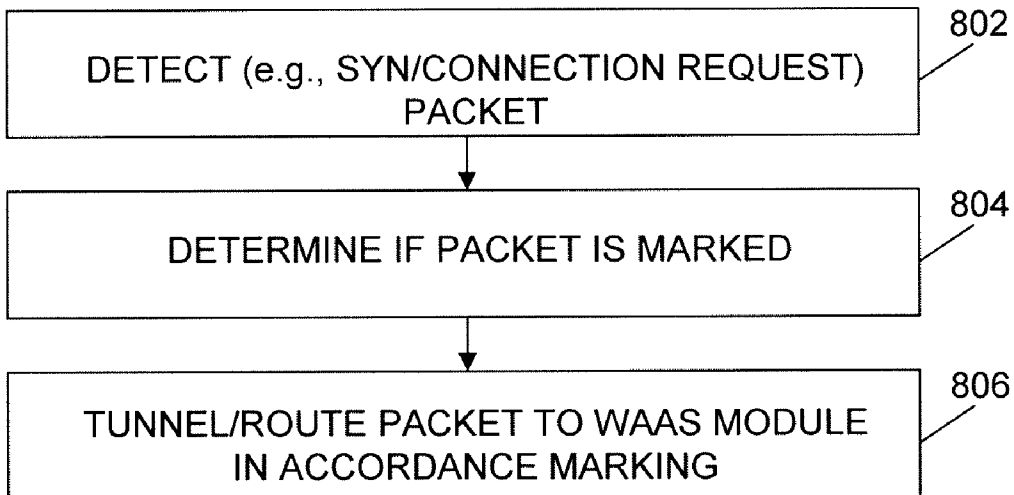 802
DETECT (e.g., SYN/CONNECTION REQUEST)
PACKET
804
DETERMINE IF PACKET IS MARKED
806
TUNNEL/ROUTE PACKET TO WAAS MODULE
IN ACCORDANCE MARKING